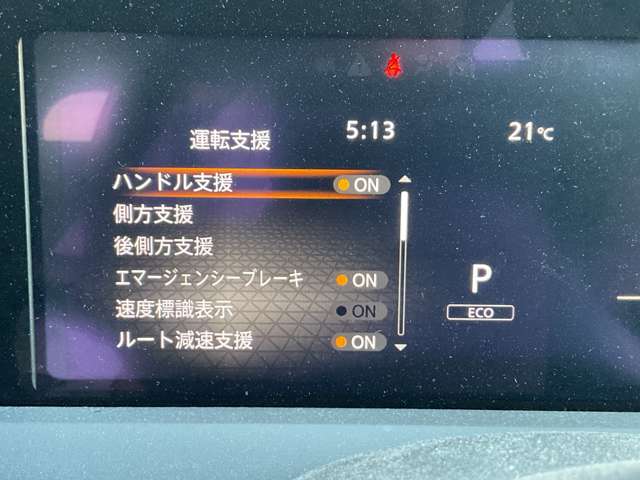 運転支援 5:13 21℃
ハンドル支援 ON
側方支援
後側方支援
エマージェンシーブレーキ ON
速度標識表示 ON
ルート減速支援 ON
P
ECO